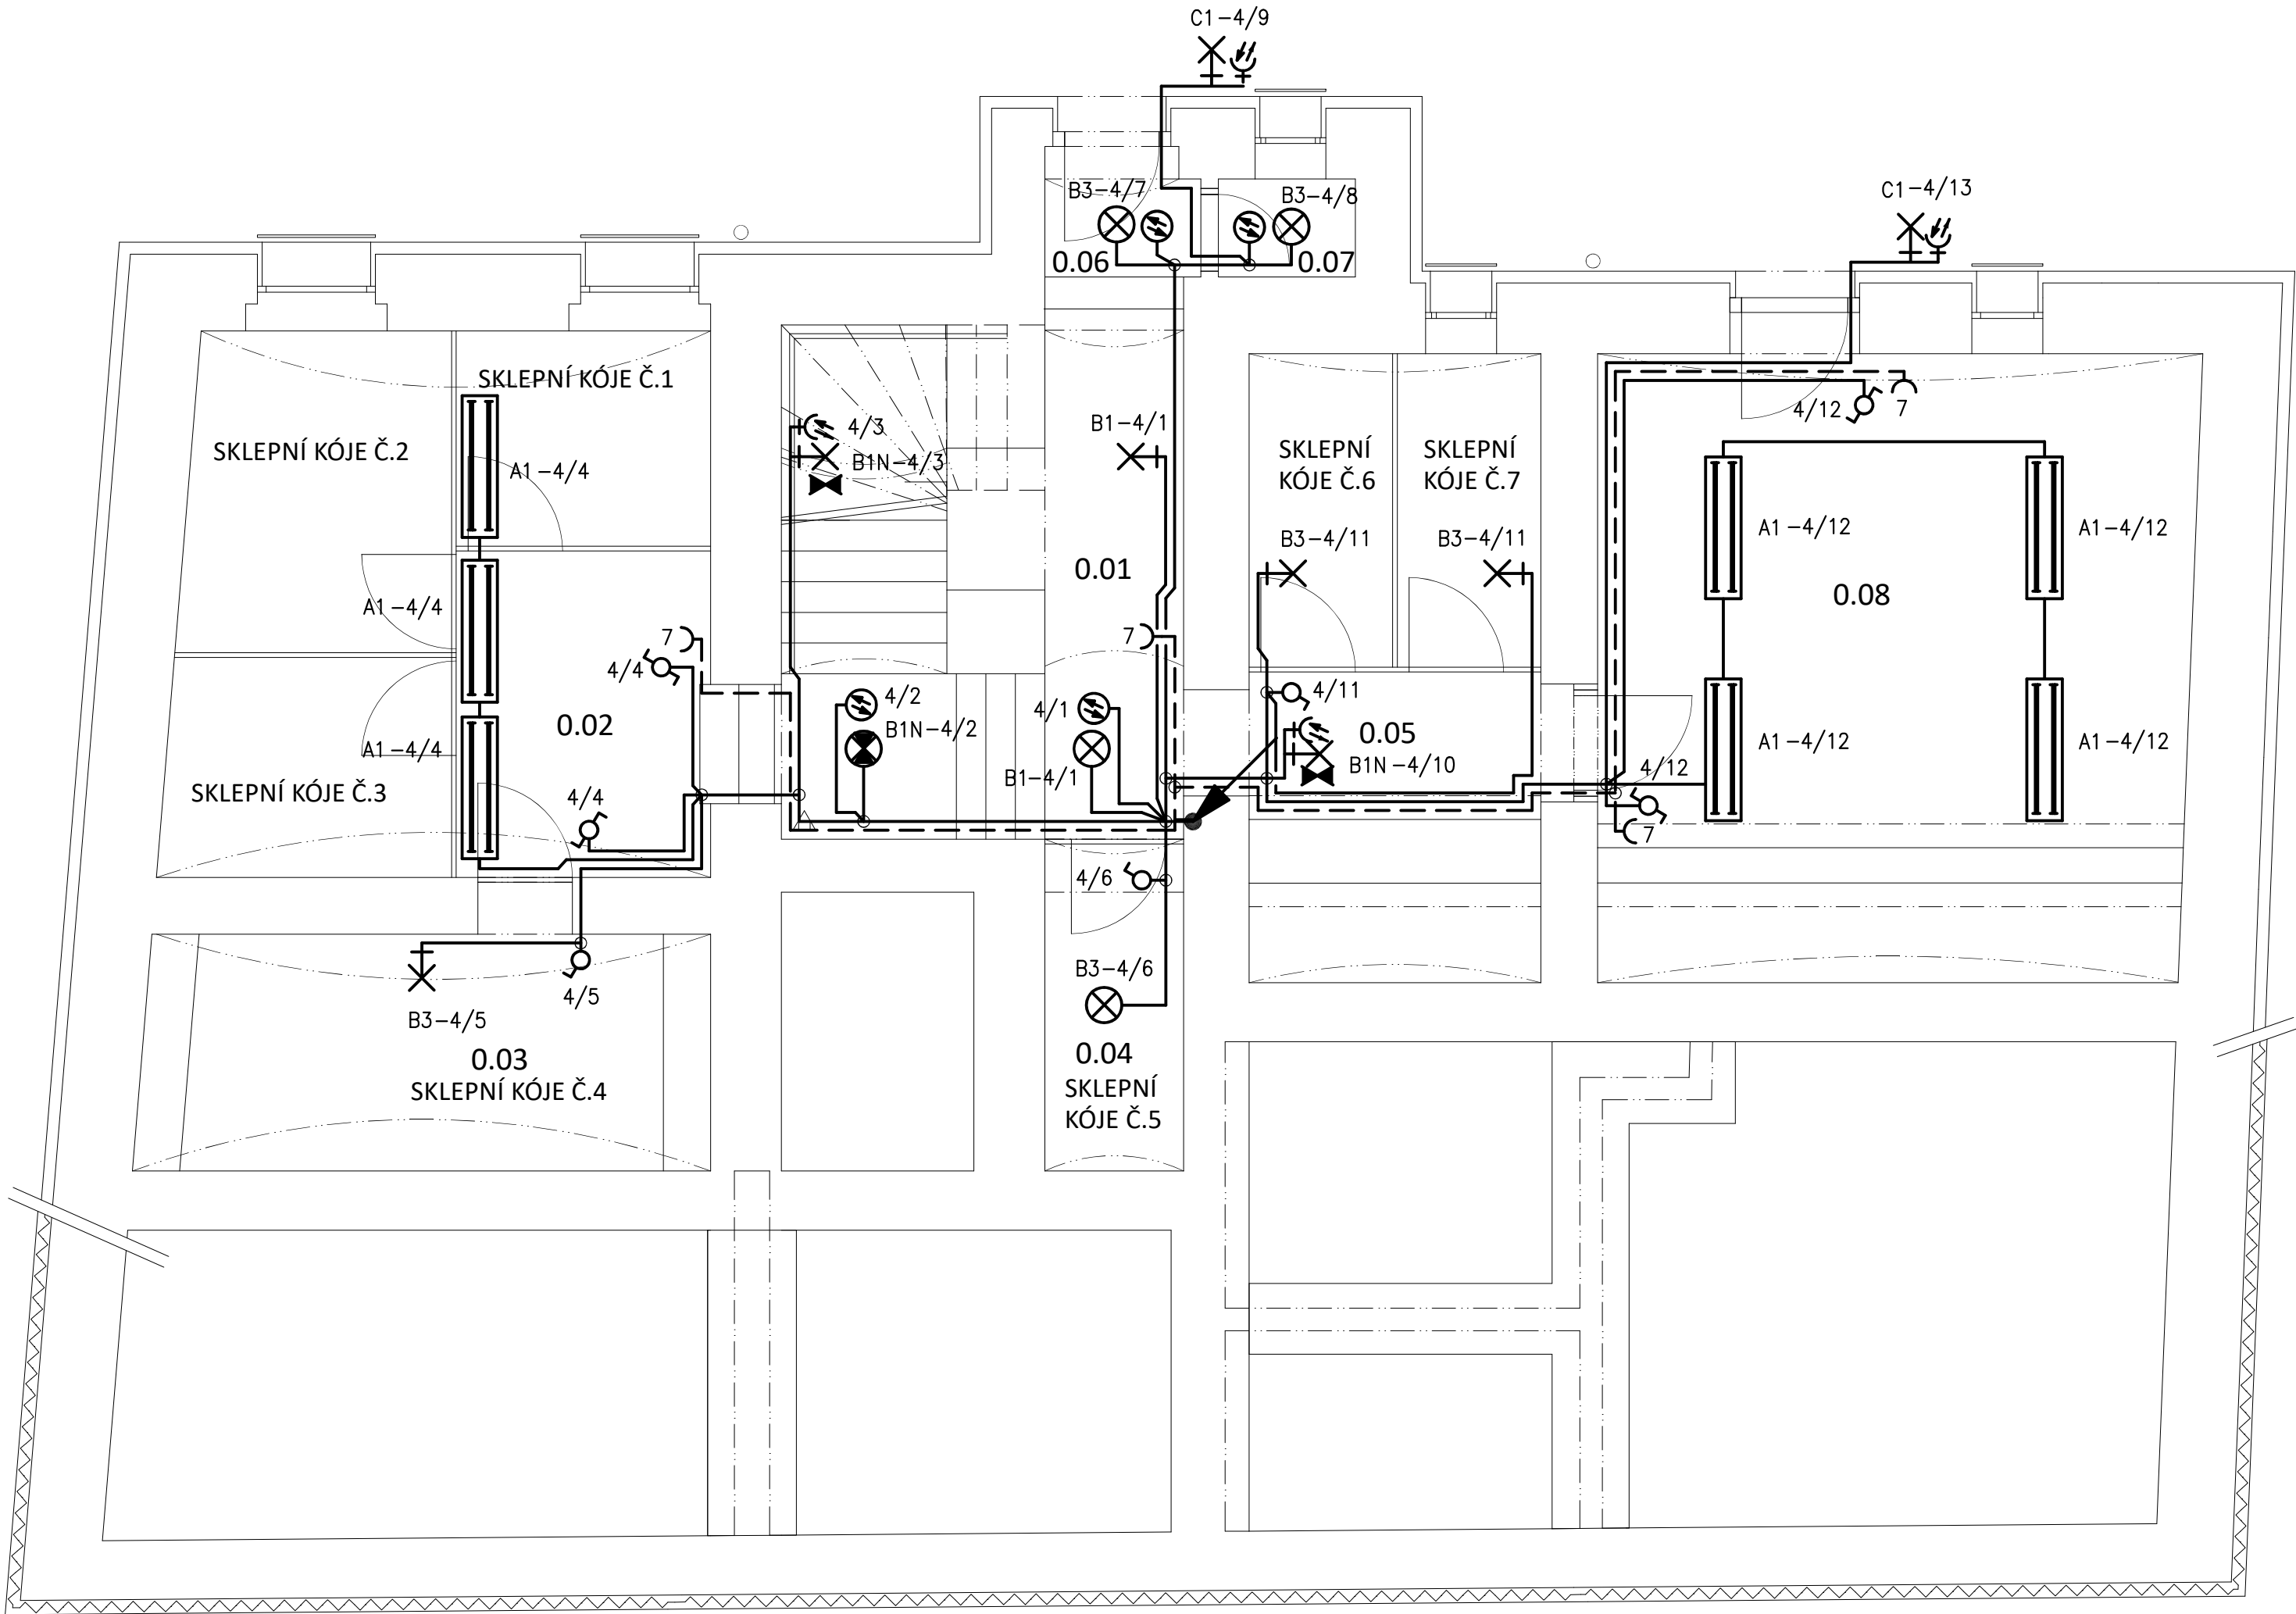 C1-4/9
C1-4/13
B3-4/7
B3-4/8
0.06
0.07
SKLEPNÍ KÓJE Č.1
SKLEPNÍ KÓJE Č.2
A1-4/4
4/3
B1N-4/3
B1-4/1
SKLEPNÍ
KÓJE Č.6
SKLEPNÍ
KÓJE Č.7
4/12
7
A1-4/12
A1-4/12
B3-4/11
B3-4/11
0.01
0.08
A1-4/4
7
4/4
7
4/2
B1N-4/2
4/1
B1-4/1
4/11
0.05
B1N-4/10
0.02
A1-4/4
SKLEPNÍ KÓJE Č.3
4/4
A1-4/12
A1-4/12
4/12
7
4/6
B3-4/6
4/5
B3-4/5
0.03
SKLEPNÍ KÓJE Č.4
0.04
SKLEPNÍ
KÓJE Č.5